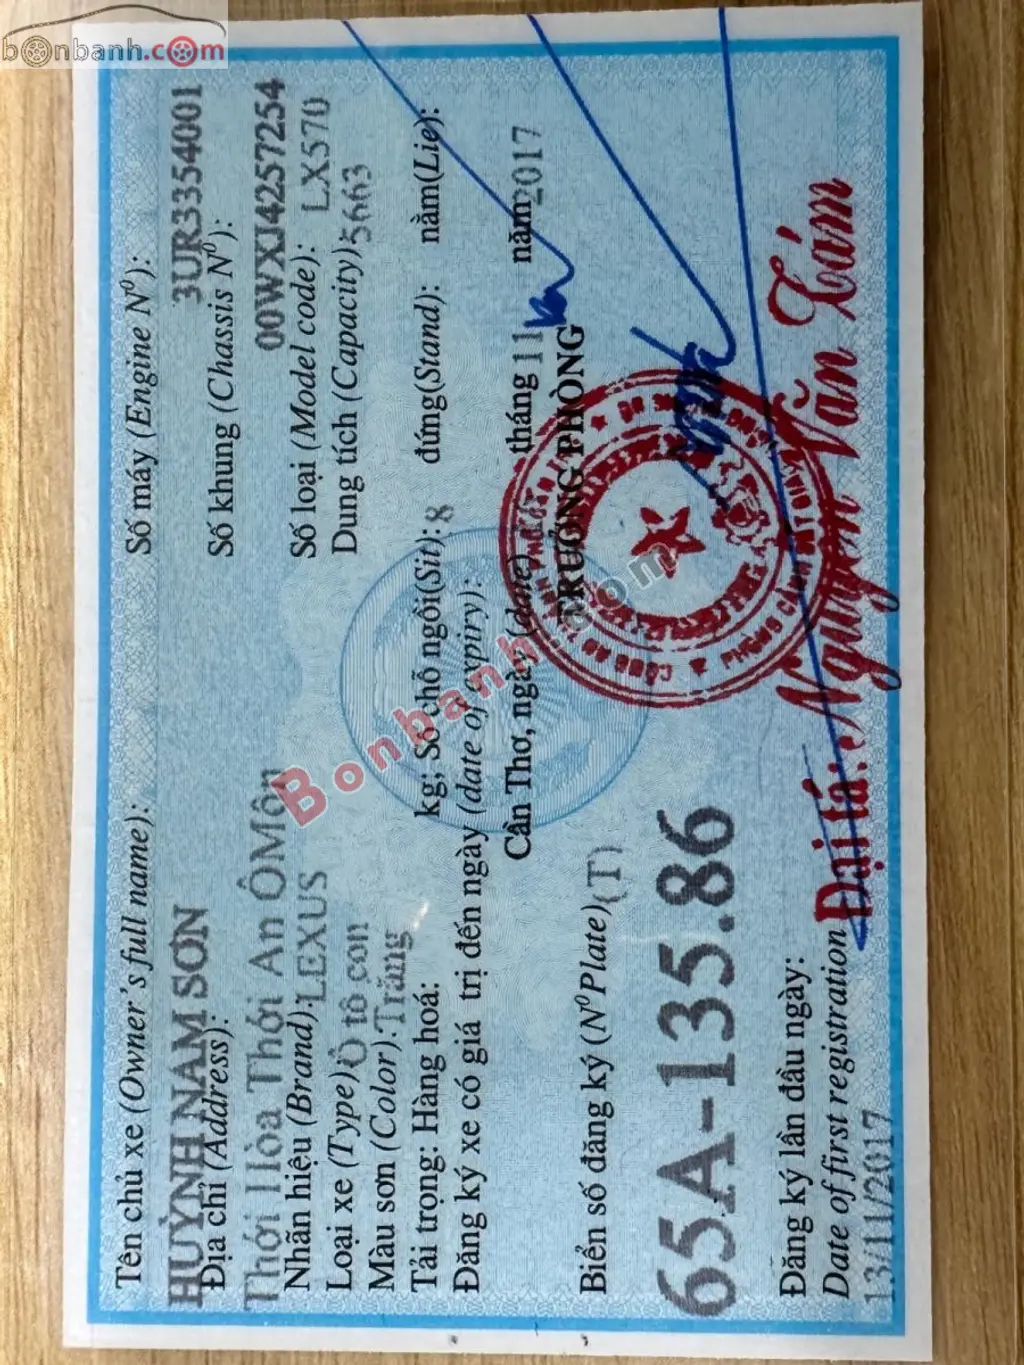 bonbanh.com
Tên chủ xe (Owner's full name):
HUỲNH NAM SƠN
Địa chỉ (Address):
Thới Hòa Thới An ÔMôn
Nhãn hiệu (Brand): LEXUS
Loại xe (Type) Ô tô con
Màu sơn (Color): Trắng
Số máy (Engine Nº):
3UR3354001
Số khung (Chassis Nº):
00WXJ4257254
Số loại (Model code): LX570
Dung tích (Capacity) 5663
Tải trọng: Hàng hoá: kg; Số chỗ ngồi(Sit): 8 đứng(Stand): nằm(Lie):
Đăng ký xe có giá trị đến ngày (date of expiry):
Cần Thơ, ngày (date) tháng 11 năm 2017
TRƯỞNG PHÒNG
Biển số đăng ký (NºPlate) (T)
65A-135.86
Đăng ký lần đầu ngày:
Date of first registration
13/11/2017
Đại tá: Nguyễn Văn Xám
Bonbanh.com